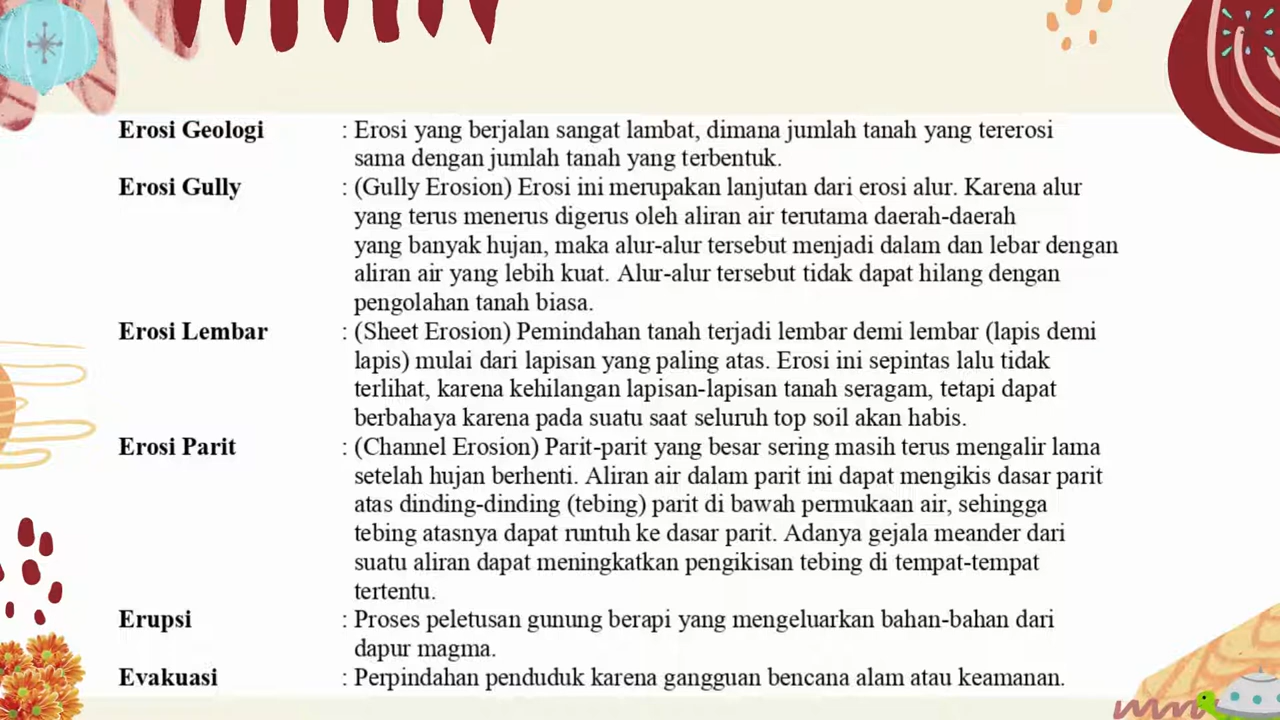 Erosi Geologi : Erosi yang berjalan sangat lambat, dimana jumlah tanah yang tererosi
sama dengan jumlah tanah yang terbentuk.
Erosi Gully : (Gully Erosion) Erosi ini merupakan lanjutan dari erosi alur. Karena alur
yang terus menerus digerus oleh aliran air terutama daerah-daerah
yang banyak hujan, maka alur-alur tersebut menjadi dalam dan lebar dengan
aliran air yang lebih kuat. Alur-alur tersebut tidak dapat hilang dengan
pengolahan tanah biasa.
Erosi Lembar : (Sheet Erosion) Pemindahan tanah terjadi lembar demi lembar (lapis demi
lapis) mulai dari lapisan yang paling atas. Erosi ini sepintas lalu tidak
terlihat, karena kehilangan lapisan-lapisan tanah seragam, tetapi dapat
berbahaya karena pada suatu saat seluruh top soil akan habis.
Erosi Parit : (Channel Erosion) Parit-parit yang besar sering masih terus mengalir lama
setelah hujan berhenti. Aliran air dalam parit ini dapat mengikis dasar parit
atas dinding-dinding (tebing) parit di bawah permukaan air, sehingga
tebing atasnya dapat runtuh ke dasar parit. Adanya gejala meander dari
suatu aliran dapat meningkatkan pengikisan tebing di tempat-tempat
tertentu.
Erupsi : Proses peletusan gunung berapi yang mengeluarkan bahan-bahan dari
dapur magma.
Evakuasi : Perpindahan penduduk karena gangguan bencana alam atau keamanan.